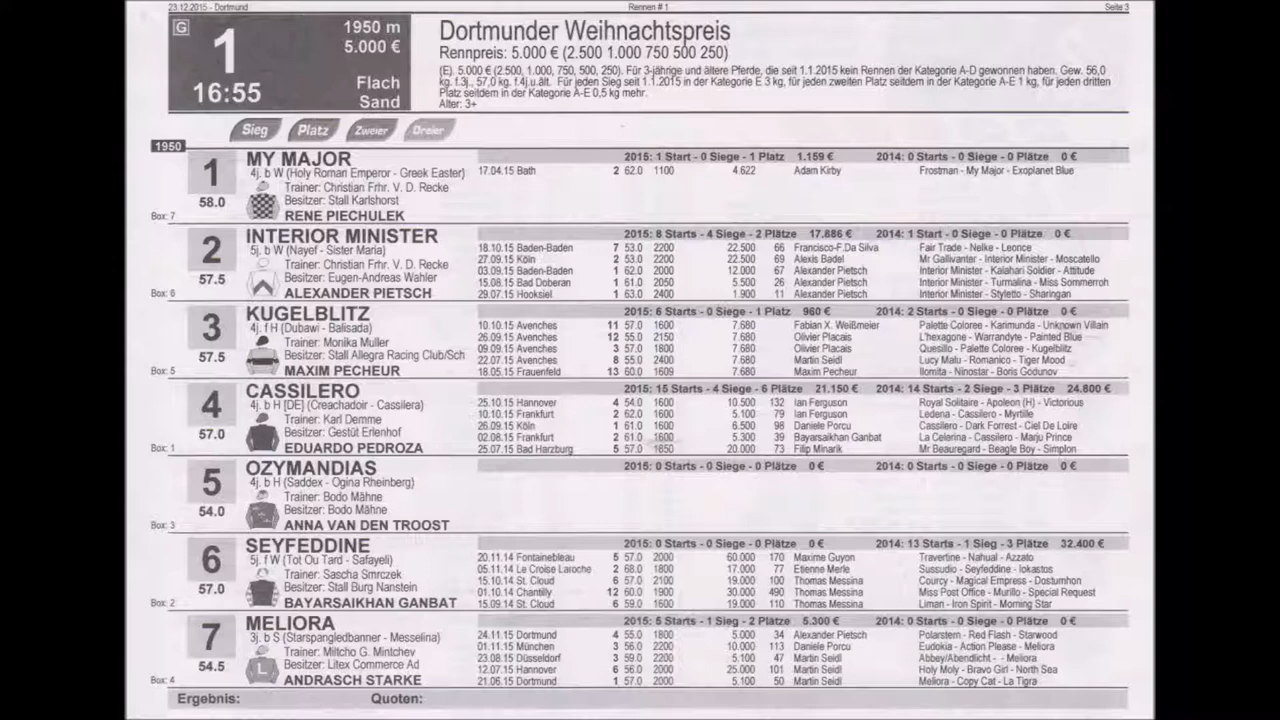 23.12.2015 - Dortmund Rennen # 1 Seite 3
G 1950 m
1 5.000 €
16:55 Flach
Sand
Dortmunder Weihnachtspreis
Rennpreis: 5.000 € (2.500 1.000 750 500 250)
(E). 5.000 € (2.500, 1.000, 750, 500, 250). Für 3-jährige und ältere Pferde, die seit 1.1.2015 kein Rennen der Kategorie A-D gewonnen haben. Gew. 56,0
kg. f.3j., 57,0 kg. f.4j.u.ält. Für jeden Sieg seit 1.1.2015 in der Kategorie E 3 kg, für jeden zweiten Platz seitdem in der Kategorie A-E 1 kg, für jeden dritten
Platz seitdem in der Kategorie A-E 0,5 kg mehr.
Alter: 3+
Sieg Platz Zweier Dreier
1950
1 MY MAJOR 2015: 1 Start - 0 Siege - 1 Platz 1.159 € 2014: 0 Starts - 0 Siege - 0 Plätze 0 €
4j. b W (Holy Roman Emperor - Greek Easter) 17.04.15 Bath 2 62.0 1100 4.622 Adam Kirby Frostman - My Major - Exoplanet Blue
Trainer: Christian Frhr. V. D. Recke
58.0 Besitzer: Stall Karlshorst
Box: 7 RENE PIECHULEK
2 INTERIOR MINISTER 2015: 8 Starts - 4 Siege - 2 Plätze 17.886 € 2014: 1 Start - 0 Siege - 0 Plätze 0 €
5j. b W (Nayef - Sister Maria) 18.10.15 Baden-Baden 7 53.0 2200 22.500 66 Francisco-F.Da Silva Fair Trade - Nelke - Leonce
27.09.15 Köln 2 53.0 2200 22.500 69 Alexis Badel Mr Gallivanter - Interior Minister - Moscatello
Trainer: Christian Frhr. V. D. Recke 03.09.15 Baden-Baden 1 62.0 2000 12.000 67 Alexander Pietsch Interior Minister - Kalahari Soldier - Attitude
57.5 Besitzer: Eugen-Andreas Wahler 15.08.15 Bad Doberan 1 61.0 2050 5.500 26 Alexander Pietsch Interior Minister - Turmalina - Miss Sommerroh
Box: 6 ALEXANDER PIETSCH 29.07.15 Hooksiel 1 63.0 2400 1.900 11 Alexander Pietsch Interior Minister - Styletto - Sharingan
3 KUGELBLITZ 2015: 6 Starts - 0 Siege - 1 Platz 960 € 2014: 2 Starts - 0 Siege - 0 Plätze 0 €
4j. f H (Dubawi - Balisada) 10.10.15 Avenches 11 57.0 1600 7.680 Fabian X. Weißmeier Palette Coloree - Karimunda - Unknown Villain
Trainer: Monika Muller 26.09.15 Avenches 12 55.0 2150 7.680 Olivier Placais L'hexagone - Warrandyte - Painted Blue
09.09.15 Avenches 3 57.0 1800 7.680 Olivier Placais Quesillo - Palette Coloree - Kugelblitz
57.5 Besitzer: Stall Allegra Racing Club/Sch 22.07.15 Avenches 8 55.0 2400 7.680 Martin Seidl Lucy Malu - Romanico - Tiger Mood
Box: 5 MAXIM PECHEUR 18.05.15 Frauenfeld 13 60.0 1609 7.680 Maxim Pecheur Ilomita - Ninostar - Boris Godunov
4 CASSILERO 2015: 15 Starts - 4 Siege - 6 Plätze 21.150 € 2014: 14 Starts - 2 Siege - 3 Plätze 24.800 €
4j. b H [DE] (Creachadoir - Cassilera) 25.10.15 Hannover 4 54.0 1600 10.500 132 Ian Ferguson Royal Solitaire - Apoleon (H) - Victorious
Trainer: Karl Demme 10.10.15 Frankfurt 2 62.0 1600 5.100 79 Ian Ferguson Ledena - Cassilero - Myrtille
26.09.15 Köln 1 61.0 1600 6.500 98 Daniele Porcu Cassilero - Dark Forrest - Ciel De Loire
57.0 Besitzer: Gestüt Erlenhof 02.08.15 Frankfurt 2 61.0 1600 5.300 39 Bayarsaikhan Ganbat La Celerina - Cassilero - Marju Prince
Box: 1 EDUARDO PEDROZA 25.07.15 Bad Harzburg 5 57.0 1850 20.000 73 Filip Minarik Mr Beauregard - Beagle Boy - Simplon
5 OZYMANDIAS 2015: 0 Starts - 0 Siege - 0 Plätze 0 € 2014: 0 Starts - 0 Siege - 0 Plätze 0 €
4j. b H (Saddex - Ogina Rheinberg)
Trainer: Bodo Mähne
54.0 Besitzer: Bodo Mähne
Box: 3 ANNA VAN DEN TROOST
6 SEYFEDDINE 2015: 0 Starts - 0 Siege - 0 Plätze 0 € 2014: 13 Starts - 1 Sieg - 3 Plätze 32.400 €
5j. f W (Tot Ou Tard - Safayeli) 20.11.14 Fontainebleau 5 57.0 2000 60.000 170 Maxime Guyon Travertine - Nahual - Azzato
Trainer: Sascha Smrczek 05.11.14 Le Croise Laroche 2 68.0 1800 17.000 77 Etienne Merle Sussudio - Seyfeddine - Iokastos
15.10.14 St. Cloud 6 57.0 2100 19.000 100 Thomas Messina Courcy - Magical Empress - Dostumhon
57.0 Besitzer: Stall Burg Nanstein 01.10.14 Chantilly 12 60.0 1900 30.000 490 Thomas Messina Miss Post Office - Murillo - Special Request
Box: 2 BAYARSAIKHAN GANBAT 15.09.14 St. Cloud 6 59.0 1600 19.000 110 Thomas Messina Liman - Iron Spirit - Morning Star
7 MELIORA 2015: 5 Starts - 1 Sieg - 2 Plätze 5.300 € 2014: 0 Starts - 0 Siege - 0 Plätze 0 €
3j. b S (Starspangledbanner - Messelina) 24.11.15 Dortmund 4 55.0 1800 5.000 34 Alexander Pietsch Polarstern - Red Flash - Starwood
Trainer: Miltcho G. Mintchev 01.11.15 München 3 56.0 2200 10.000 113 Daniele Porcu Eudokia - Action Please - Meliora
23.08.15 Düsseldorf 3 59.0 2200 5.100 47 Martin Seidl Abbey/Abendlicht - - Meliora
54.5 Besitzer: Litex Commerce Ad 12.07.15 Hannover 6 56.0 2000 25.000 101 Martin Seidl Holy Moly - Bravo Girl - North Sea
Box: 4 L ANDRASCH STARKE 21.06.15 Dortmund 1 57.0 2000 5.100 50 Martin Seidl Meliora - Copy Cat - La Tigra
Ergebnis: Quoten: